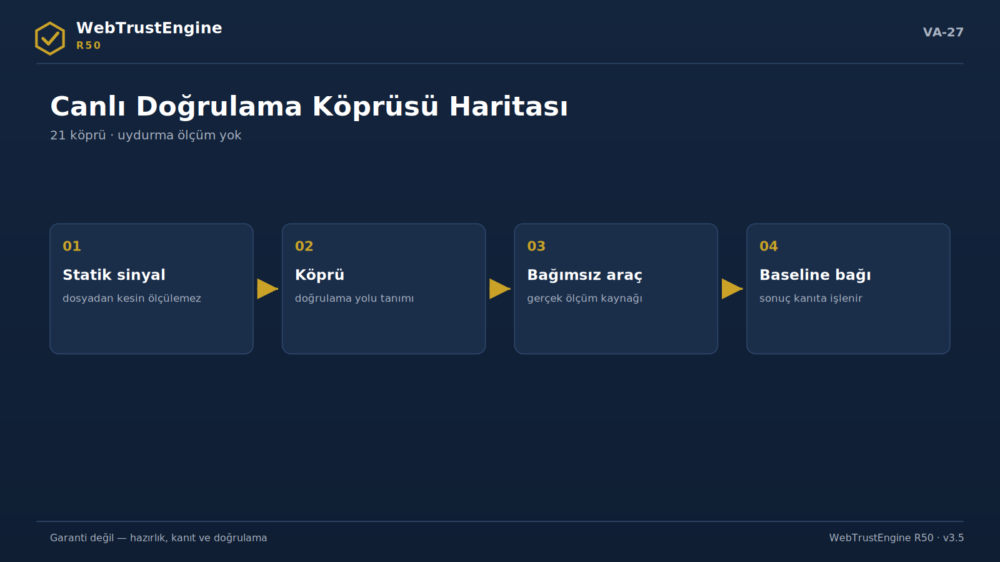 WebTrustEngine
R50
VA-27
Canlı Doğrulama Köprüsü Haritası
21 köprü · uydurma ölçüm yok
01
Statik sinyal
dosyadan kesin ölçülemez
02
Köprü
doğrulama yolu tanımı
03
Bağımsız araç
gerçek ölçüm kaynağı
04
Baseline bağı
sonuç kanıta işlenir
Garanti değil — hazırlık, kanıt ve doğrulama
WebTrustEngine R50 · v3.5